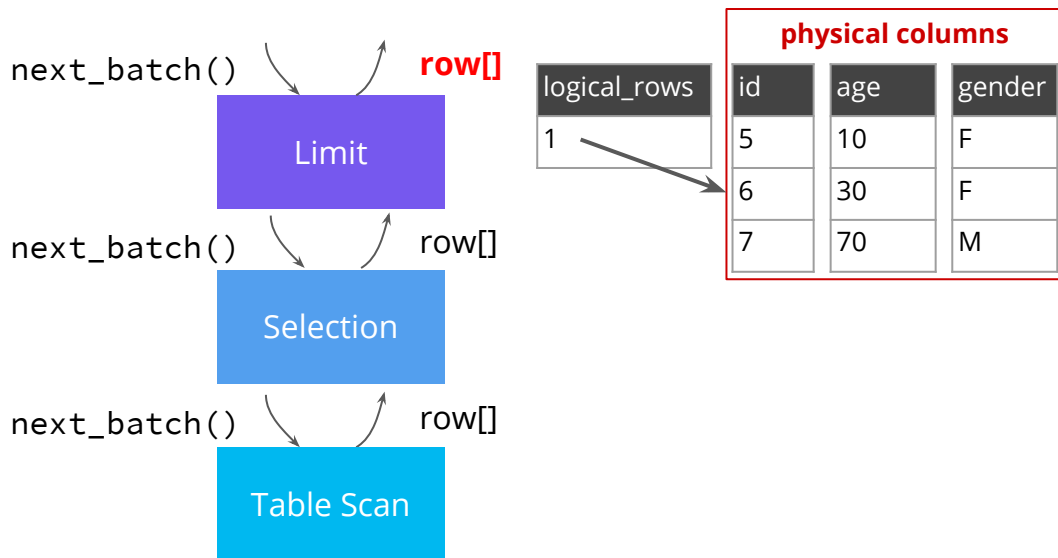 next_batch()
row[]
Limit
next_batch()
row[]
Selection
next_batch()
row[]
Table Scan
physical columns
logical_rows
1
id
5
6
7
age
10
30
70
gender
F
F
M